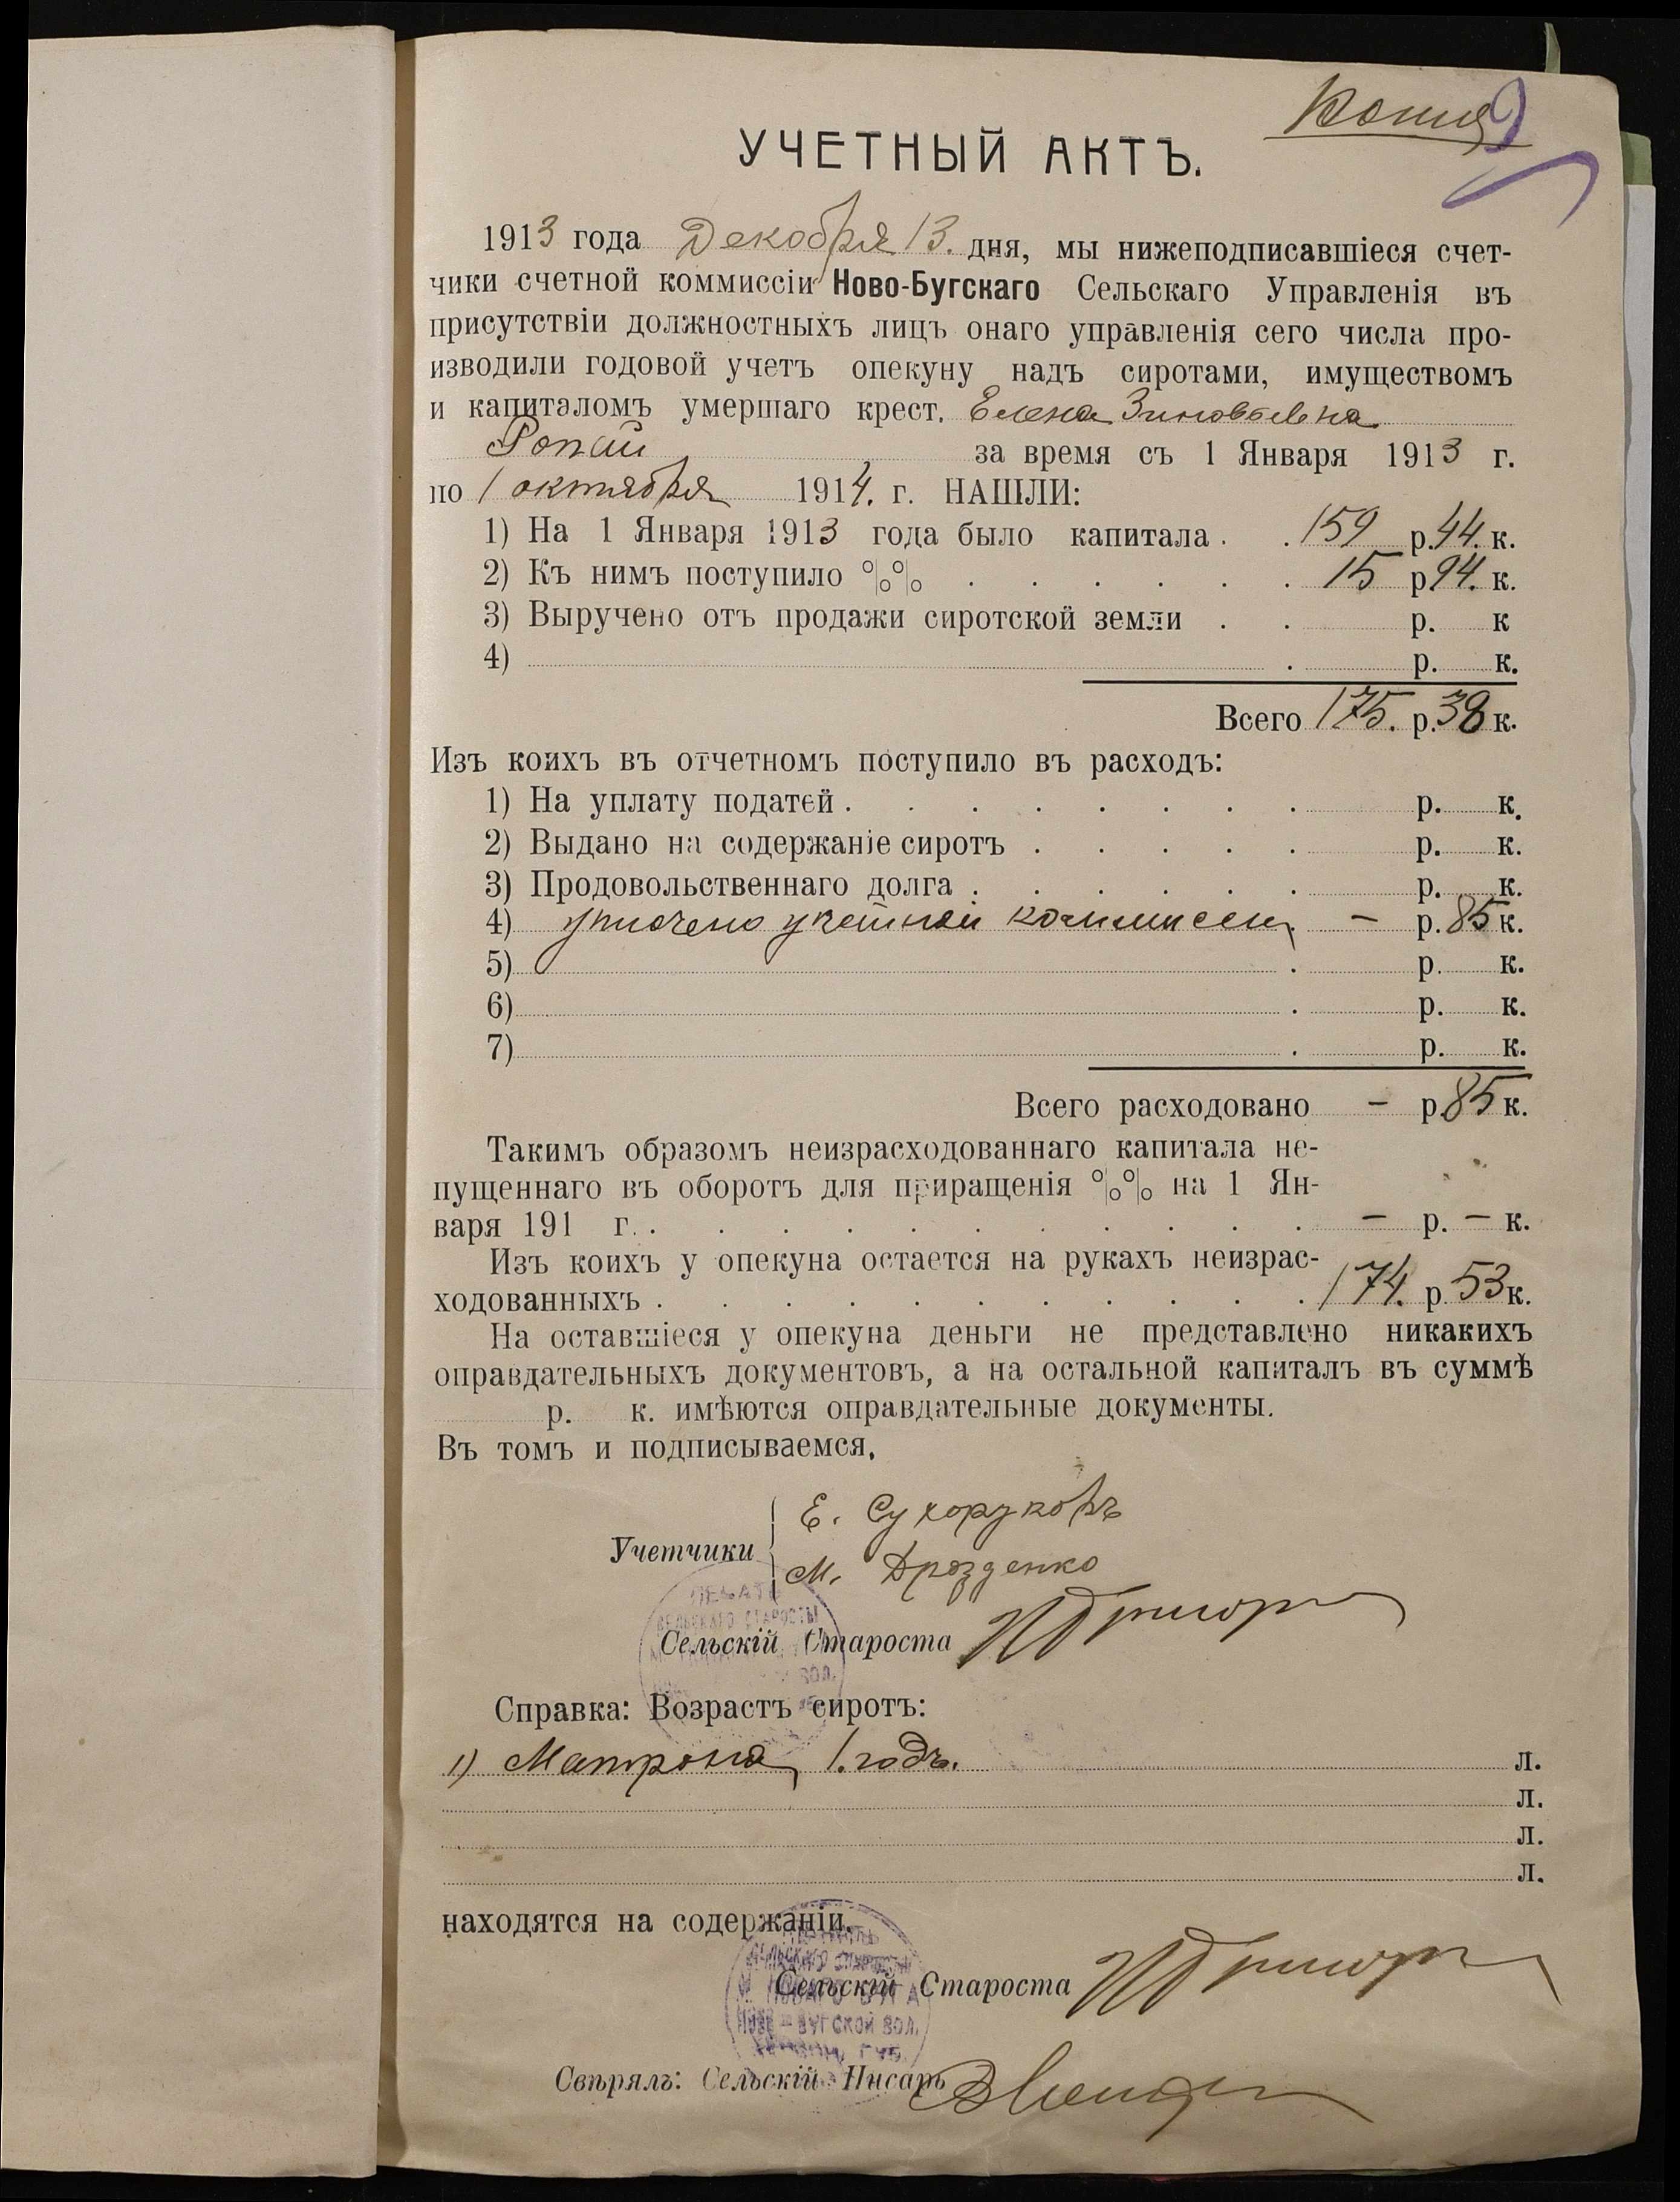 Копия
УЧЕТНЫЙ АКТЪ.
1913 года Декабря 13. дня, мы нижеподписавшіеся счет-
чики счетной коммиссіи Ново-Бугскаго Сельскаго Управленія въ
присутствіи должностныхъ лицъ онаго управленія сего числа про-
изводили годовой учетъ опекуну надъ сиротами, имуществомъ
и капиталомъ умершаго крест. Елена Зиновьевна
Ропай за время съ 1 Января 1913 г.
по 1 октября 1914. г. НАШЛИ:
1) На 1 Января 1913 года было капитала . . 159 р. 44. к.
2) Къ нимъ поступило %% . . . . . . 15 р 94. к.
3) Выручено отъ продажи сиротской земли . . р. к
4) . р. к.
Всего 175. р. 38 к.
Изъ коихъ въ отчетномъ поступило въ расходъ:
1) На уплату податей . . . . . . . . р. к.
2) Выдано на содержаніе сиротъ . . . . . р. к.
3) Продовольственнаго долга . . . . . . р. к.
4) уплочено учетной коммиссіи . – р. 85 к.
5) . р. к.
6) . р. к.
7) . р. к.
Всего расходовано – р. 85 к.
Такимъ образомъ неизрасходованнаго капитала не-
пущеннаго въ оборотъ для приращенія %% на 1 Ян-
варя 191 г. . . . . . . . . . . . – р. – к.
Изъ коихъ у опекуна остается на рукахъ неизрас-
ходованныхъ . . . . . . . . . . . 174. р. 53 к.
На оставшіеся у опекуна деньги не представлено никакихъ
оправдательныхъ документовъ, а на остальной капиталъ въ суммѣ
р. к. имѣются оправдательные документы.
Въ томъ и подписываемся.
Е. Сухоруковъ
Учетчики
М. Дрозденко
Сельскій Староста
Справка: Возрастъ сиротъ:
1) Матрона 1. годъ. л.
л.
л.
л.
находятся на содержаніи.
Сельскій Староста
Свѣрялъ: Сельскій Писарь